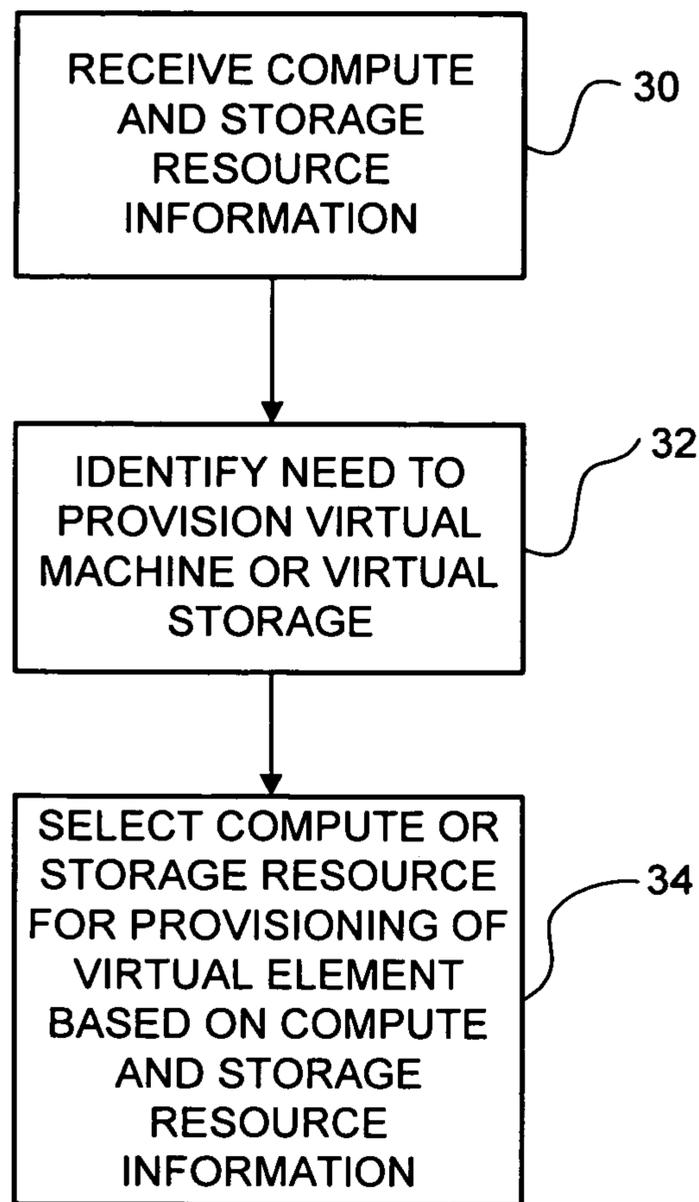 RECEIVE COMPUTE
AND STORAGE
RESOURCE
INFORMATION
30
IDENTIFY NEED TO
PROVISION VIRTUAL
MACHINE OR VIRTUAL
STORAGE
32
SELECT COMPUTE OR
STORAGE RESOURCE
FOR PROVISIONING OF
VIRTUAL ELEMENT
BASED ON COMPUTE
AND STORAGE
RESOURCE
INFORMATION
34